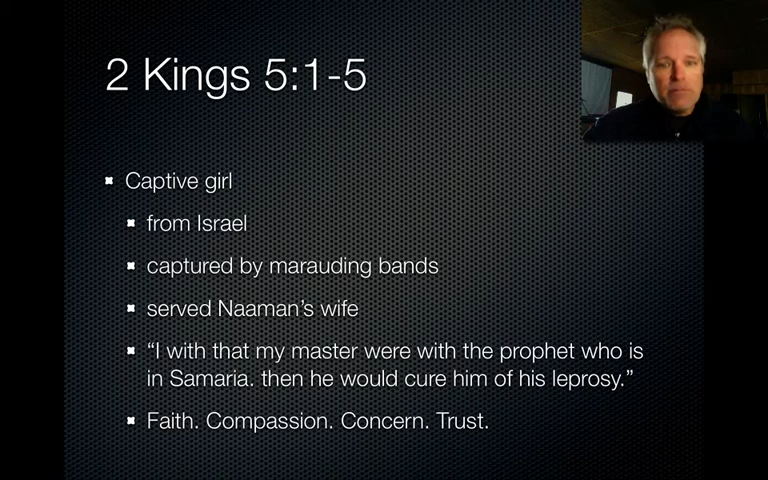 2 Kings 5:1-5
Captive girl
from Israel
captured by marauding bands
served Naaman’s wife
“I with that my master were with the prophet who is
in Samaria. then he would cure him of his leprosy.”
Faith. Compassion. Concern. Trust.